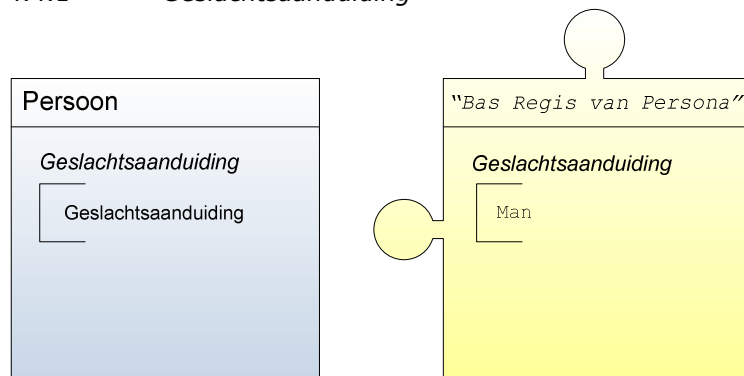 Geslachtsaanduiding
Persoon
Geslachtsaanduiding
Geslachtsaanduiding
"Bas Regis van Persona"
Geslachtsaanduiding
Man